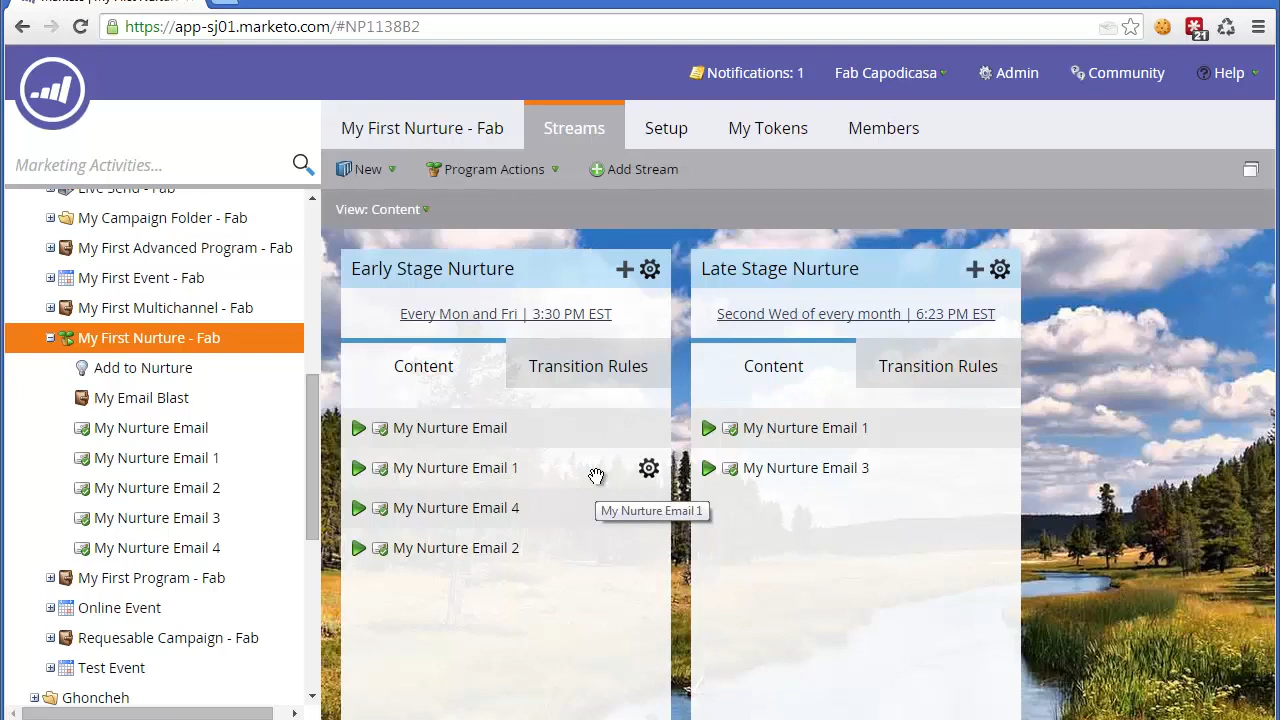 https://app-sj01.marketo.com/#NP1138B2
21
Notifications: 1
Fab Capodicasa
Admin
Community
Help
My First Nurture - Fab
Streams
Setup
My Tokens
Members
Marketing Activities...
New
Program Actions
Add Stream
View: Content
Live Send - Fab
My Campaign Folder - Fab
My First Advanced Program - Fab
My First Event - Fab
My First Multichannel - Fab
My First Nurture - Fab
Add to Nurture
My Email Blast
My Nurture Email
My Nurture Email 1
My Nurture Email 2
My Nurture Email 3
My Nurture Email 4
My First Program - Fab
Online Event
Requesable Campaign - Fab
Test Event
Ghoncheh
Early Stage Nurture
Every Mon and Fri | 3:30 PM EST
Content
Transition Rules
My Nurture Email
My Nurture Email 1
My Nurture Email 4
My Nurture Email 2
My Nurture Email 1
Late Stage Nurture
Second Wed of every month | 6:23 PM EST
Content
Transition Rules
My Nurture Email 1
My Nurture Email 3